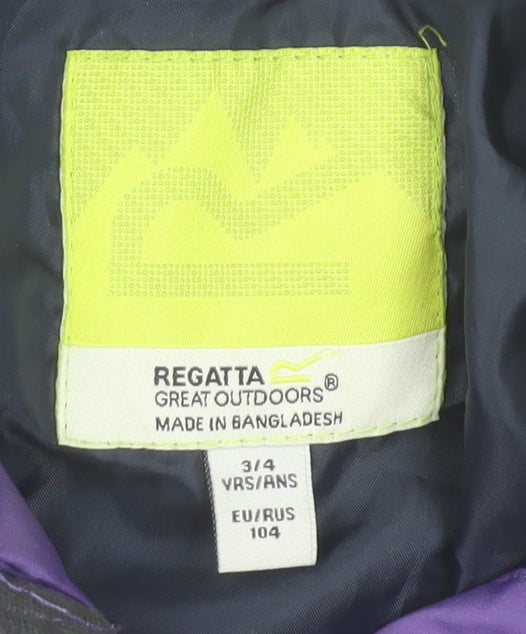 REGATTA
GREAT OUTDOORS®
MADE IN BANGLADESH
3/4
YRS/ANS
EU/RUS
104